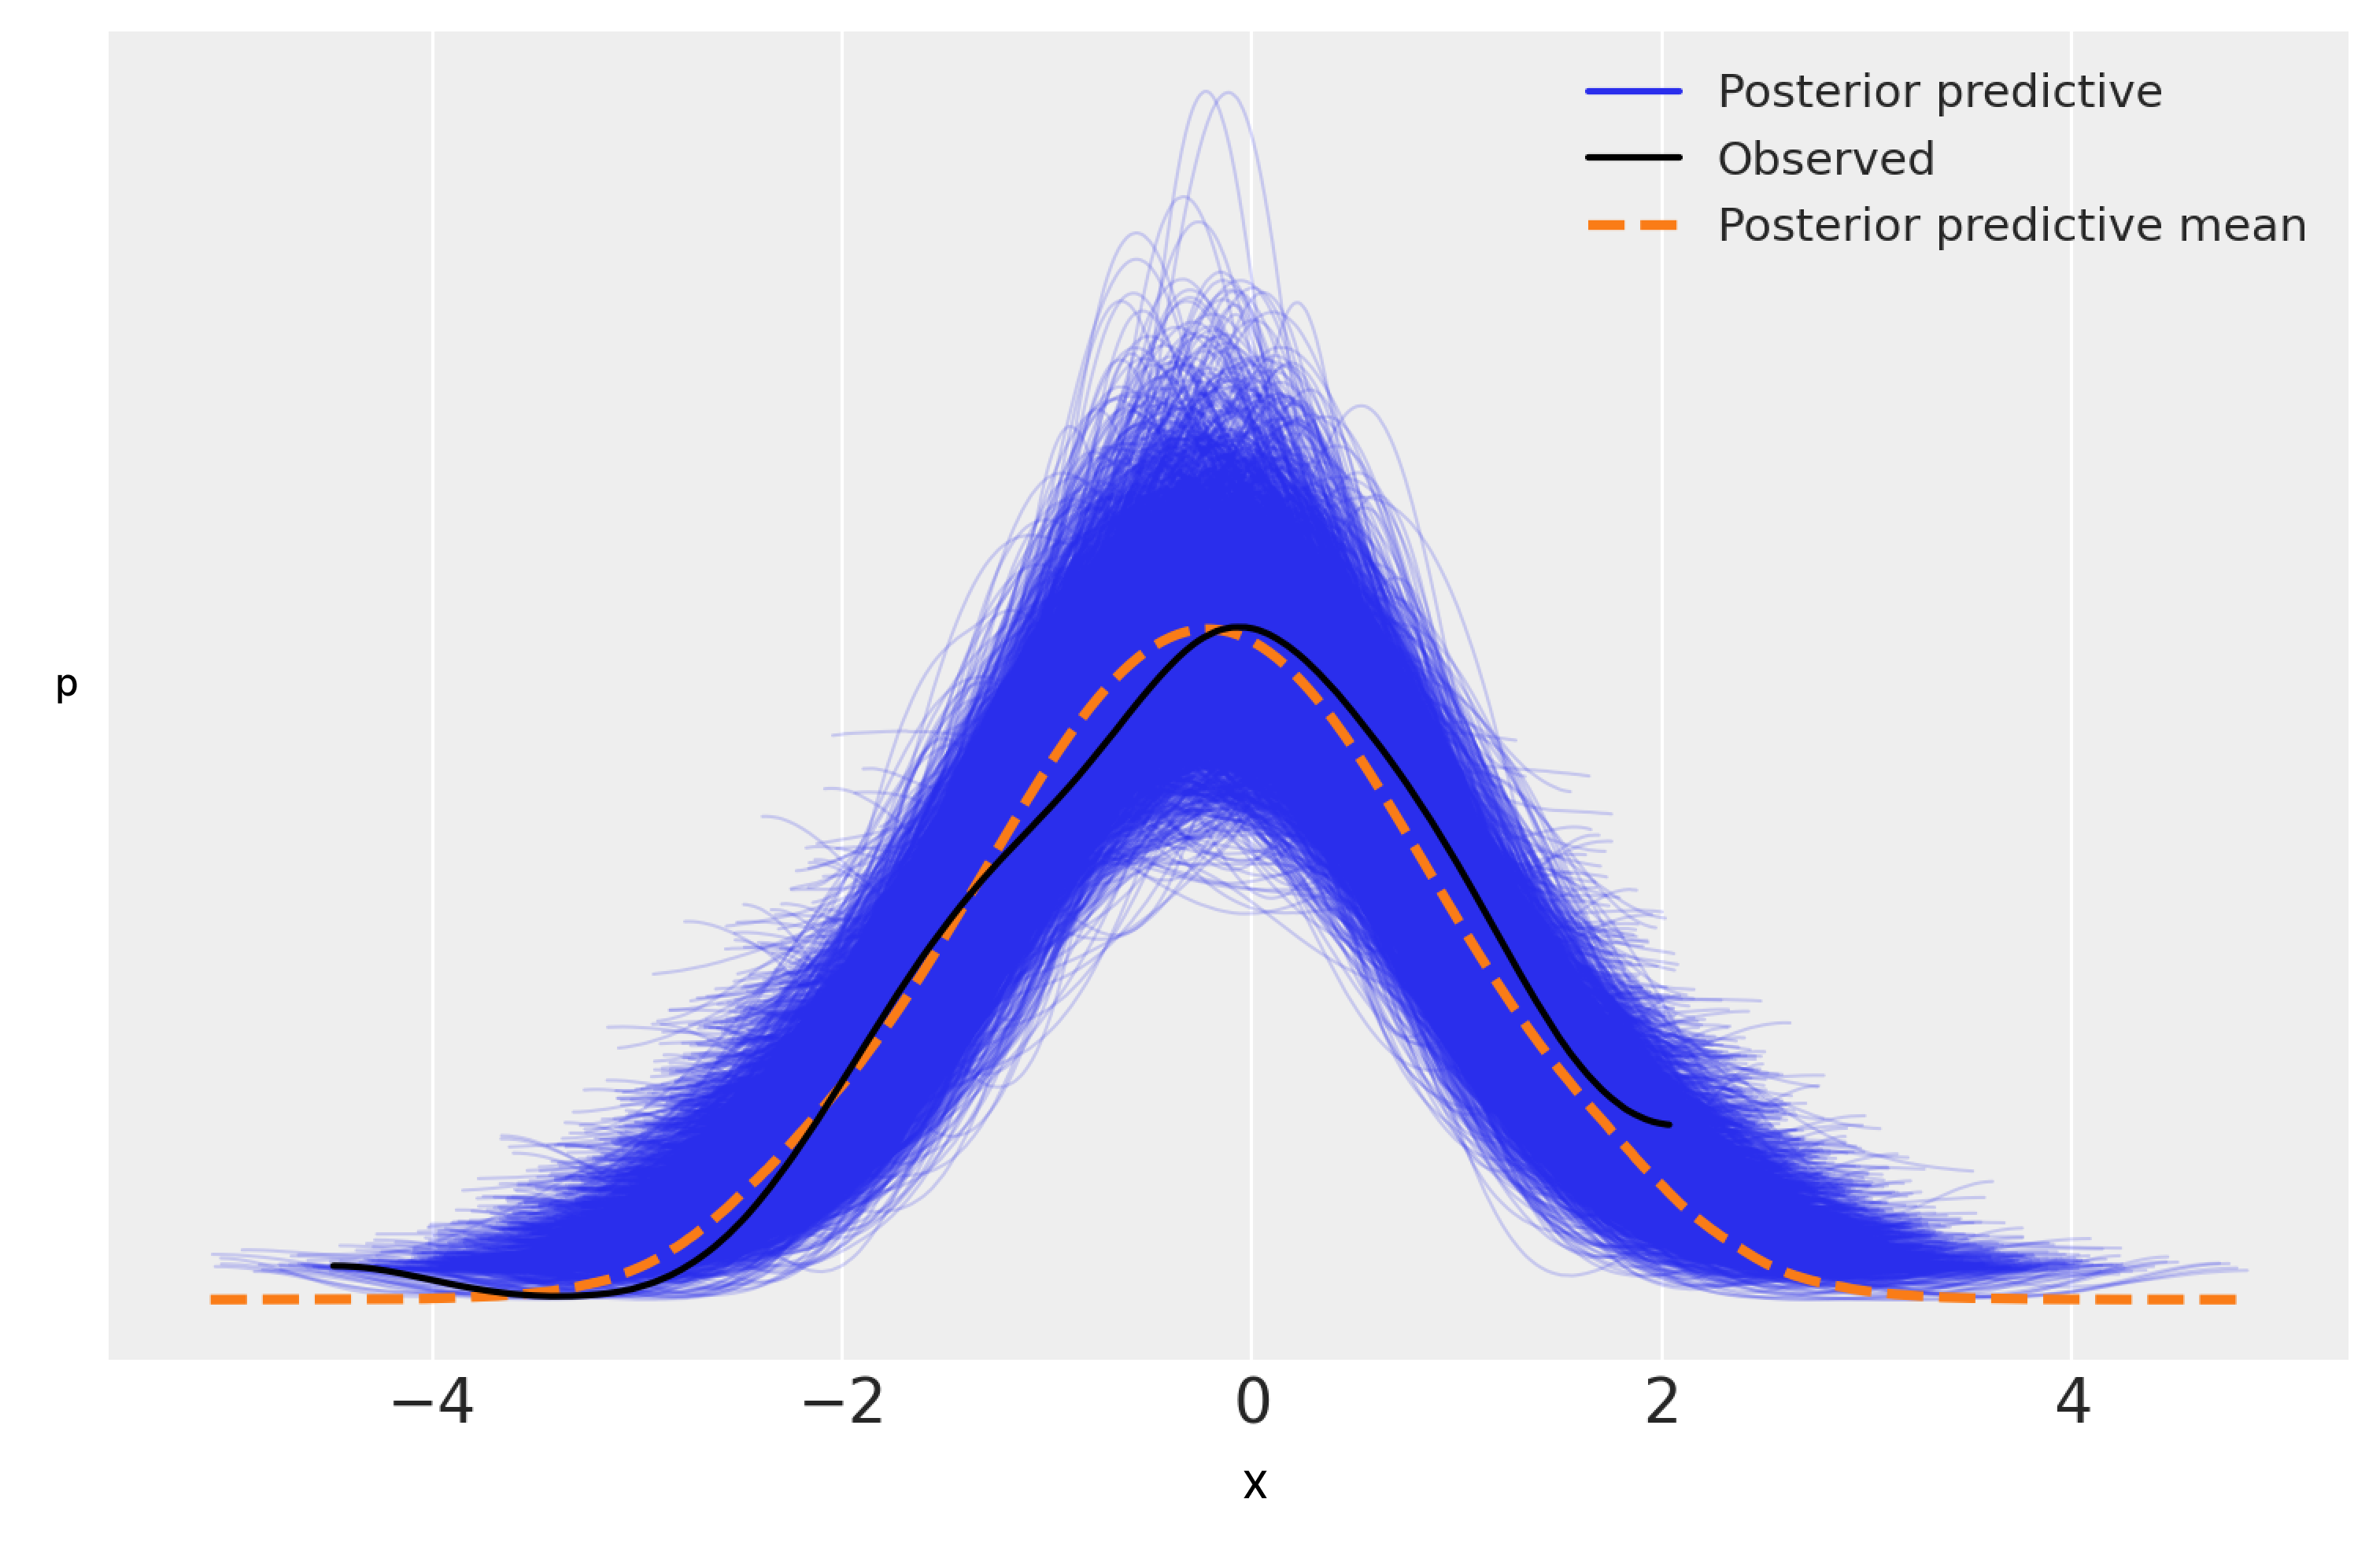 Posterior predictive
Observed
Posterior predictive mean
p
−4
−2
0
2
4
x